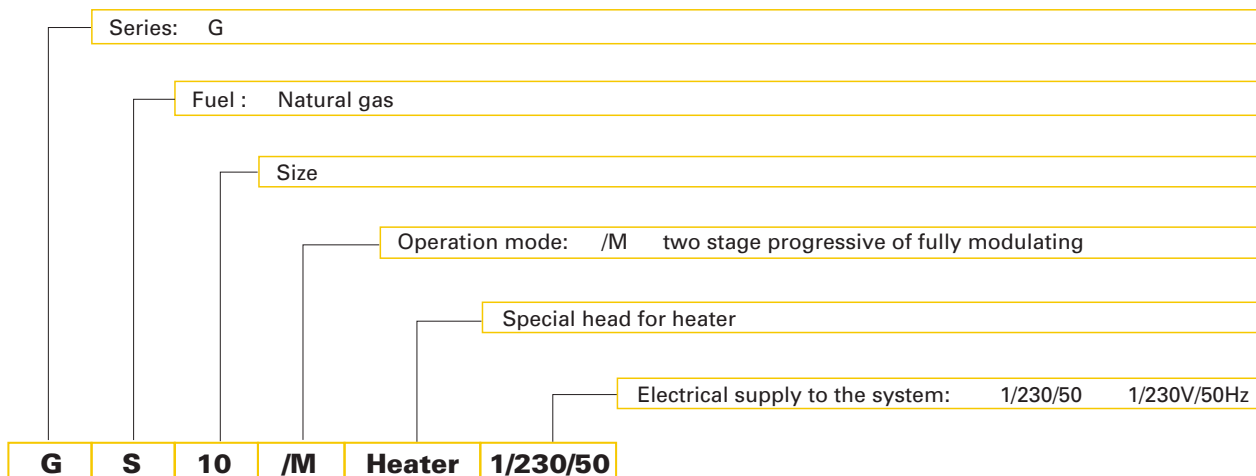 Series: G
Fuel : Natural gas
Size
Operation mode: /M two stage progressive of fully modulating
Special head for heater
Electrical supply to the system: 1/230/50 1/230V/50Hz
G S 10 /M Heater 1/230/50